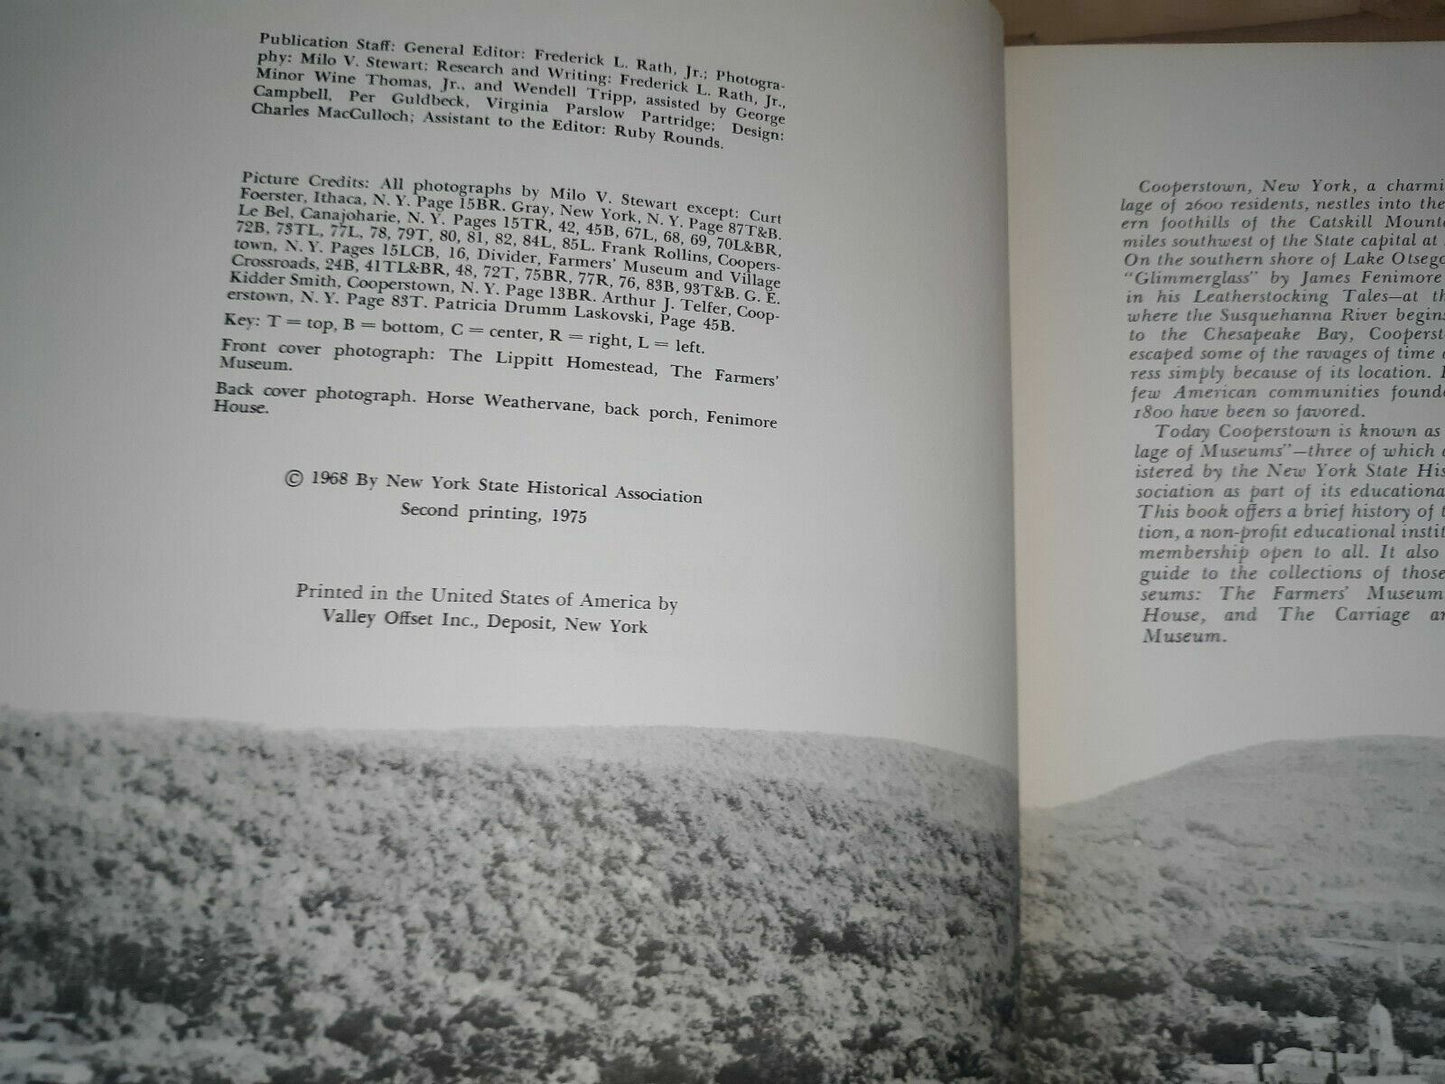 Publication Staff: General Editor: Frederick L. Rath, Jr.; Photogra-
phy: Milo V. Stewart; Research and Writing: Frederick L. Rath, Jr.,
Minor Wine Thomas, Jr., and Wendell Tripp, assisted by George
Campbell, Per Guldbeck, Virginia Parslow Partridge; Design:
Charles MacCulloch; Assistant to the Editor: Ruby Rounds.
Picture Credits: All photographs by Milo V. Stewart except: Curt
Foerster, Ithaca, N. Y. Page 15BR. Gray, New York, N. Y. Page 87T&B.
Le Bel, Canajoharie, N. Y. Pages 15TR, 42, 45B, 67L, 68, 69, 70L&BR,
72B, 73TL, 77L, 78, 79T, 80, 81, 82, 84L, 85L. Frank Rollins, Coopers-
town, N. Y. Pages 15LCB, 16, Divider, Farmers' Museum and Village
Crossroads, 24B, 41TL&BR, 48, 72T, 75BR, 77R, 76, 83B, 93T&B. G. E.
Kidder Smith, Cooperstown, N. Y. Page 13BR. Arthur J. Telfer, Coop-
erstown, N. Y. Page 83T. Patricia Drumm Laskovski, Page 45B.
Key: T = top, B = bottom, C = center, R = right, L = left.
Front cover photograph: The Lippitt Homestead, The Farmers'
Museum.
Back cover photograph. Horse Weathervane, back porch, Fenimore
House.
© 1968 By New York State Historical Association
Second printing, 1975
Printed in the United States of America by
Valley Offset Inc., Deposit, New York
Cooperstown, New York, a charmi
lage of 2600 residents, nestles into the
ern foothills of the Catskill Mount
miles southwest of the State capital at
On the southern shore of Lake Otseg
"Glimmerglass" by James Fenimore
in his Leatherstocking Tales—at th
where the Susquehanna River begins
to the Chesapeake Bay, Cooperst
escaped some of the ravages of time
ress simply because of its location.
few American communities found
1800 have been so favored.
Today Cooperstown is known as
lage of Museums"—three of which
istered by the New York State His
sociation as part of its educationa
This book offers a brief history of
tion, a non-profit educational instit
membership open to all. It also
guide to the collections of those
seums: The Farmers' Museum
House, and The Carriage an
Museum.